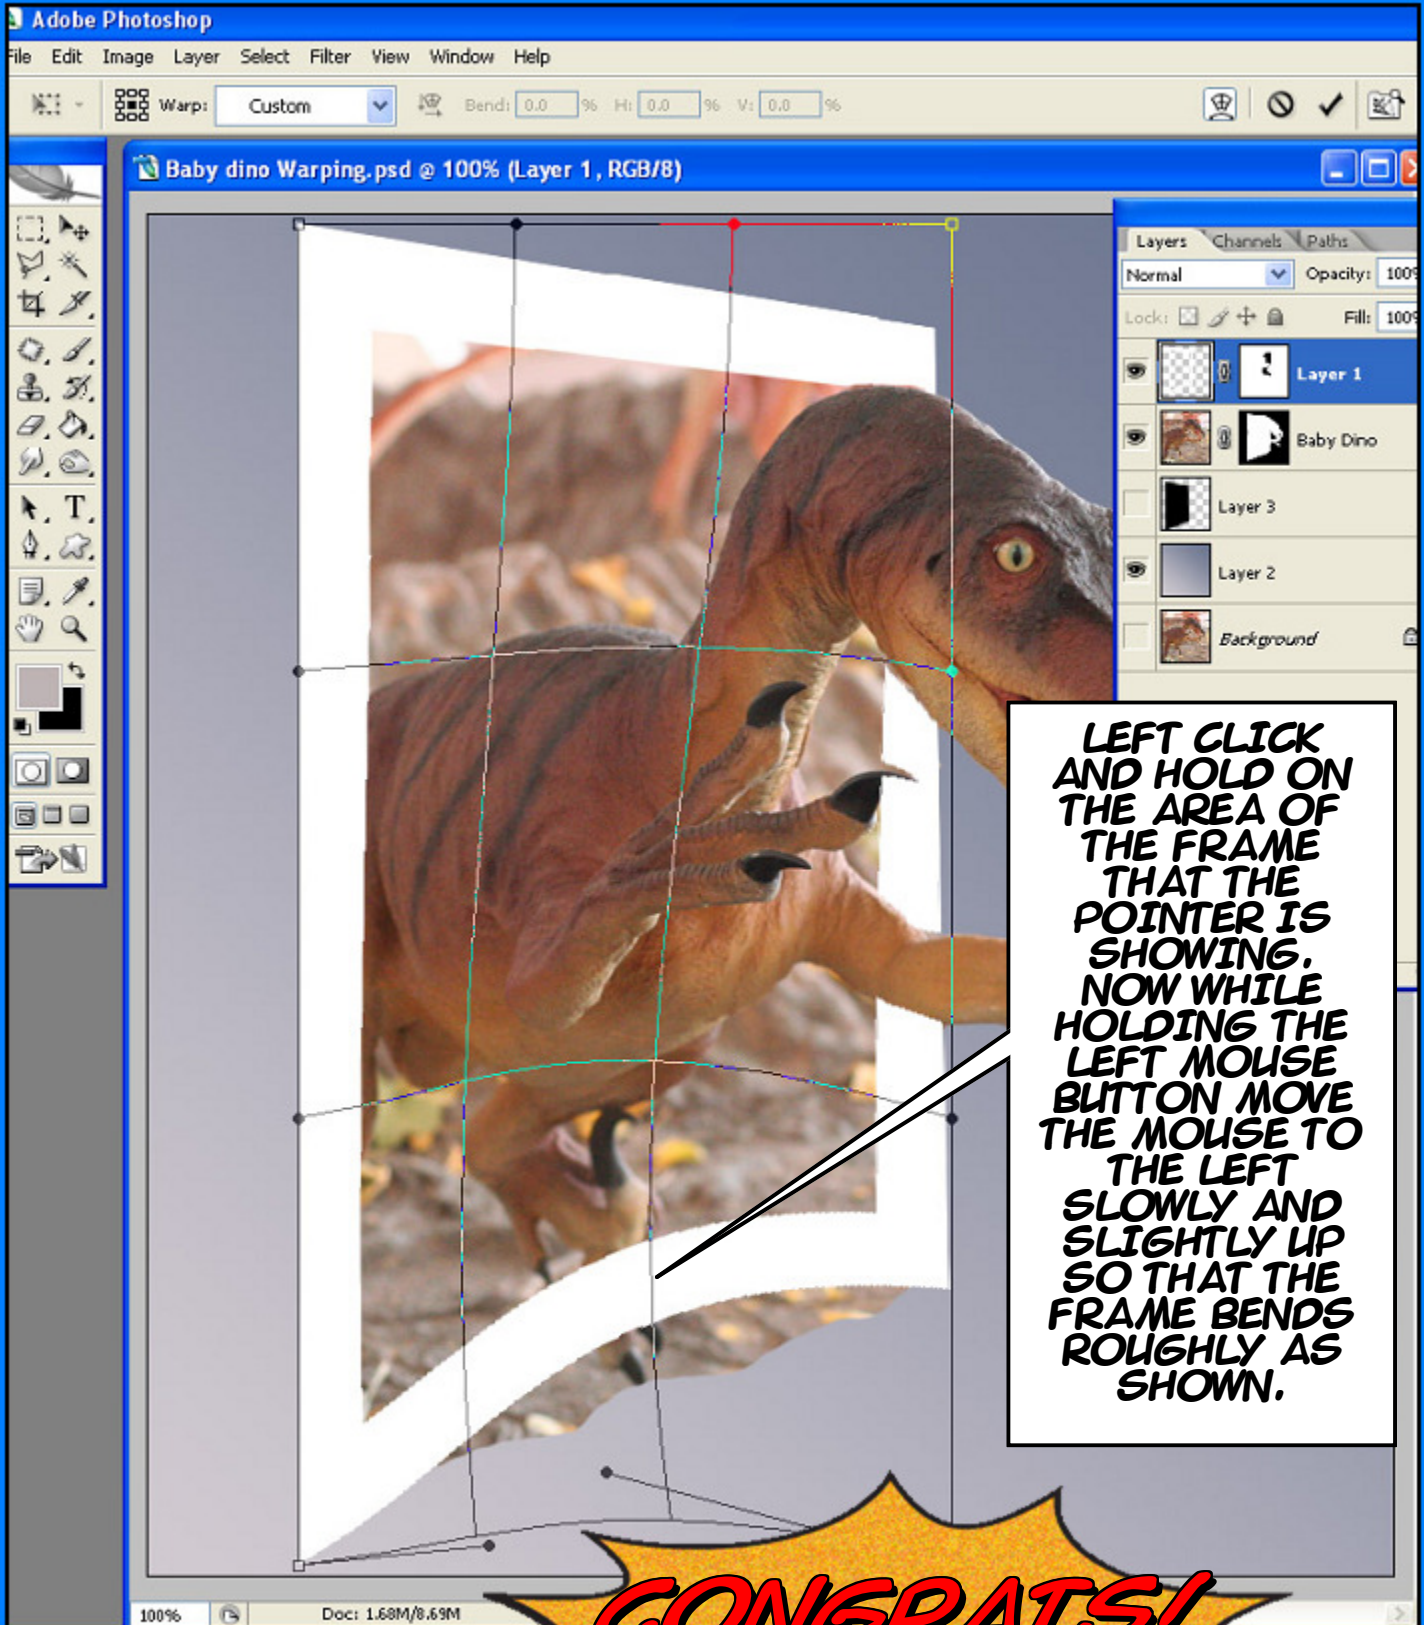 Adobe Photoshop
File Edit Image Layer Select Filter View Window Help
Warp: Custom Bend: 0.0 % H: 0.0 % V: 0.0 %
Baby dino Warping.psd @ 100% (Layer 1, RGB/8)
Layers Channels Paths
Normal Opacity: 100%
Lock: Fill: 100%
Layer 1
Baby Dino
Layer 3
Layer 2
Background
LEFT CLICK
AND HOLD ON
THE AREA OF
THE FRAME
THAT THE
POINTER IS
SHOWING.
NOW WHILE
HOLDING THE
LEFT MOUSE
BUTTON MOVE
THE MOUSE TO
THE LEFT
SLOWLY AND
SLIGHTLY UP
SO THAT THE
FRAME BENDS
ROUGHLY AS
SHOWN.
CONGRATS!
100% Doc: 1.68M/8.69M